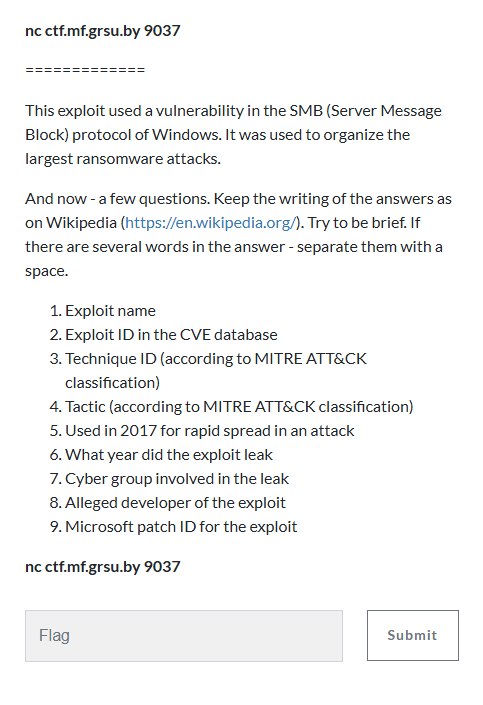 nc ctf.mf.grsu.by 9037
=============
This exploit used a vulnerability in the SMB (Server Message
Block) protocol of Windows. It was used to organize the
largest ransomware attacks.
And now - a few questions. Keep the writing of the answers as
on Wikipedia (https://en.wikipedia.org/). Try to be brief. If
there are several words in the answer - separate them with a
space.
1. Exploit name
2. Exploit ID in the CVE database
3. Technique ID (according to MITRE ATT&CK
classification)
4. Tactic (according to MITRE ATT&CK classification)
5. Used in 2017 for rapid spread in an attack
6. What year did the exploit leak
7. Cyber group involved in the leak
8. Alleged developer of the exploit
9. Microsoft patch ID for the exploit
nc ctf.mf.grsu.by 9037
Flag
Submit